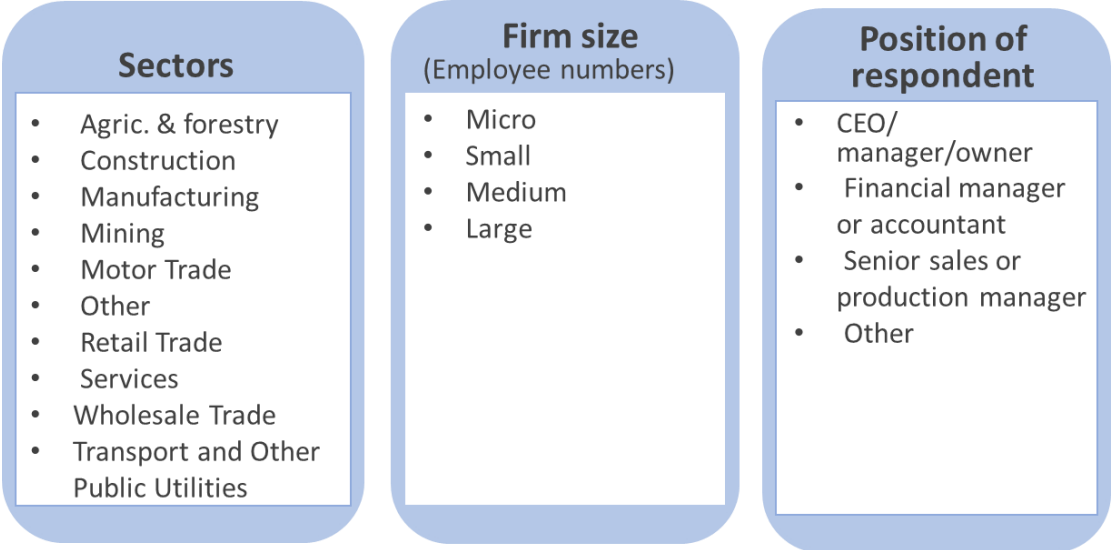 Sectors
• Agric. & forestry
• Construction
• Manufacturing
• Mining
• Motor Trade
• Other
• Retail Trade
• Services
• Wholesale Trade
• Transport and Other
Public Utilities
Firm size
(Employee numbers)
• Micro
• Small
• Medium
• Large
Position of
respondent
• CEO/
manager/owner
• Financial manager
or accountant
• Senior sales or
production manager
• Other